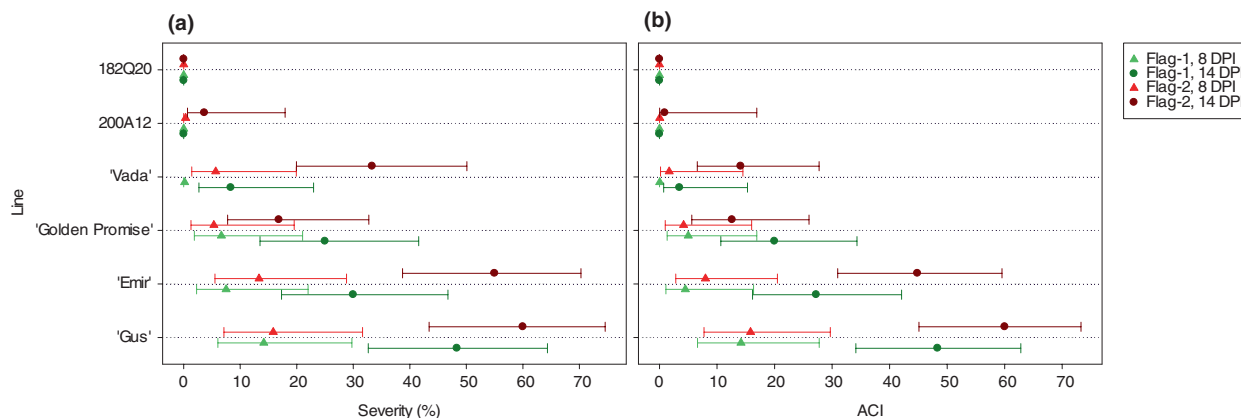 (a)
(b)
182Q20
200A12
'Vada'
'Golden Promise'
'Emir'
'Gus'
Line
0 10 20 30 40 50 60 70
Severity (%)
0 10 20 30 40 50 60 70
ACI
Flag-1, 8 DPI
Flag-1, 14 DPI
Flag-2, 8 DPI
Flag-2, 14 DPI